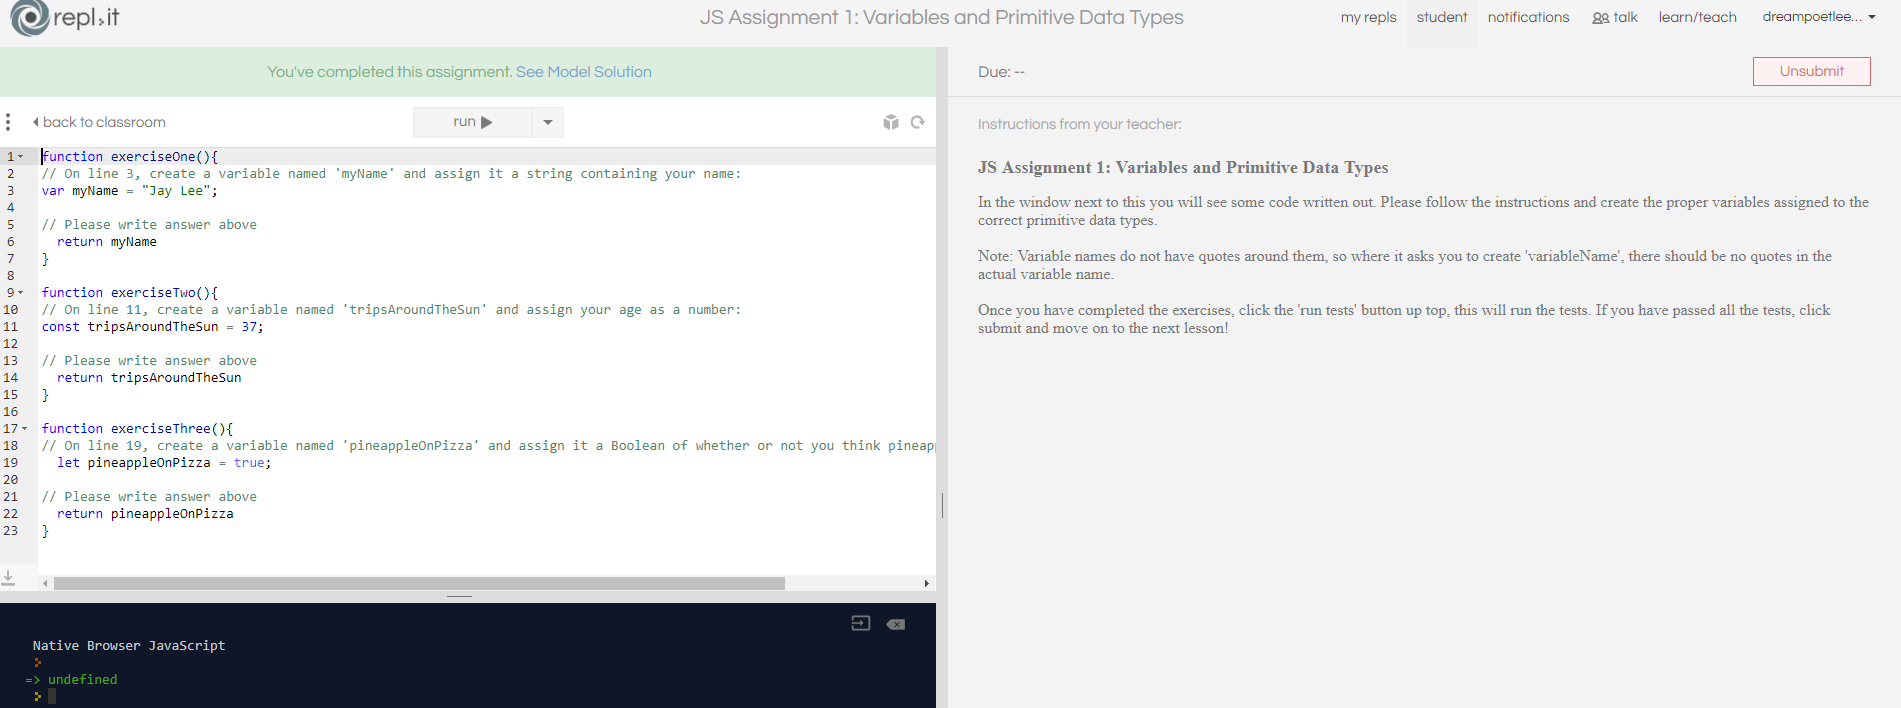 repl.it
JS Assignment 1: Variables and Primitive Data Types
my repls student notifications talk learn/teach dreampoetlee...
You've completed this assignment. See Model Solution
back to classroom
run
1 function exerciseOne(){
2 // On line 3, create a variable named 'myName' and assign it a string containing your name:
3 var myName = "Jay Lee";
4
5 // Please write answer above
6 return myName
7 }
8
9 function exerciseTwo(){
10 // On line 11, create a variable named 'tripsAroundTheSun' and assign your age as a number:
11 const tripsAroundTheSun = 37;
12
13 // Please write answer above
14 return tripsAroundTheSun
15 }
16
17 function exerciseThree(){
18 // On line 19, create a variable named 'pineappleOnPizza' and assign it a Boolean of whether or not you think pineap
19 let pineappleOnPizza = true;
20
21 // Please write answer above
22 return pineappleOnPizza
23 }
Native Browser JavaScript
=> undefined
Due: --
Unsubmit
Instructions from your teacher:
JS Assignment 1: Variables and Primitive Data Types
In the window next to this you will see some code written out. Please follow the instructions and create the proper variables assigned to the
correct primitive data types.
Note: Variable names do not have quotes around them, so where it asks you to create 'variableName', there should be no quotes in the
actual variable name.
Once you have completed the exercises, click the 'run tests' button up top, this will run the tests. If you have passed all the tests, click
submit and move on to the next lesson!